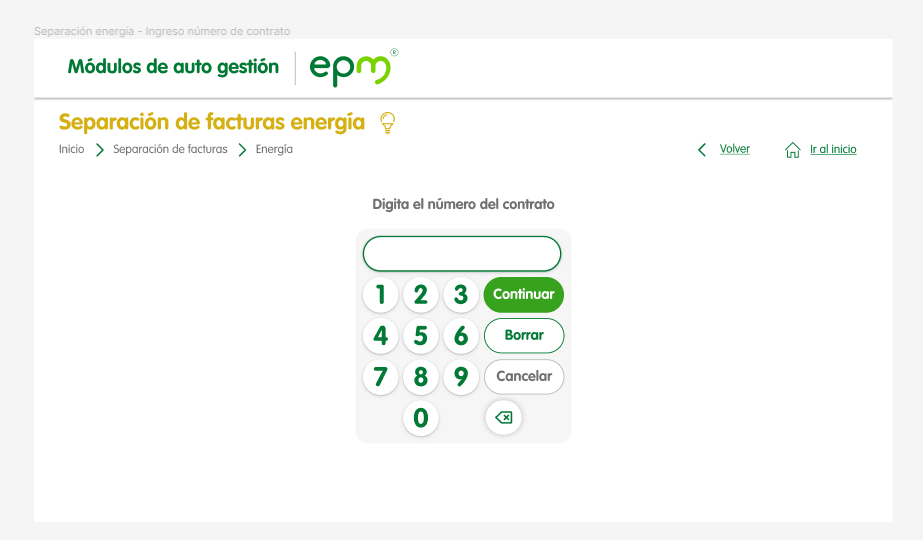 Separación energía - Ingreso número de contrato
Módulos de auto gestión epm®
Separación de facturas energía
Inicio Separación de facturas Energía
Volver Ir al inicio
Digita el número del contrato
1 2 3 Continuar
4 5 6 Borrar
7 8 9 Cancelar
0